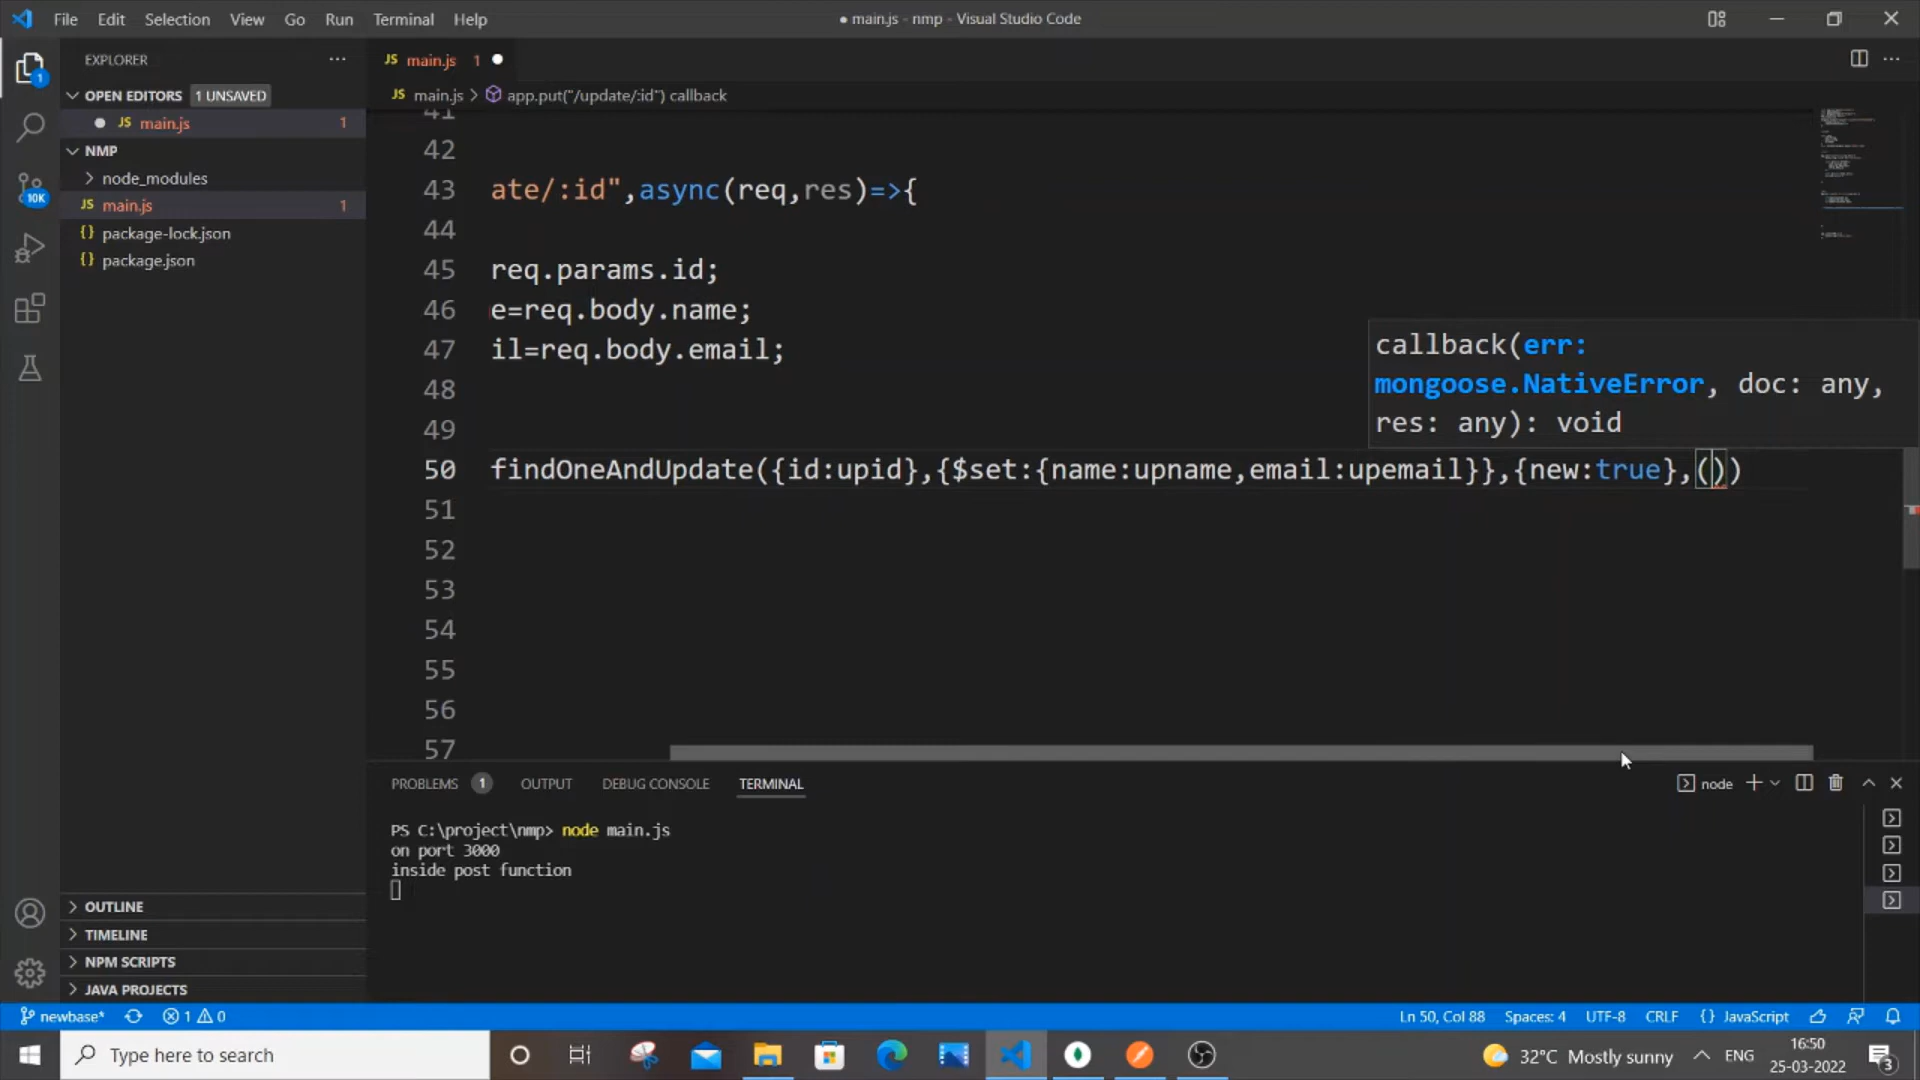 File Edit Selection View Go Run Terminal Help
● main.js - nmp - Visual Studio Code
EXPLORER
OPEN EDITORS 1 UNSAVED
JS main.js 1
NMP
node_modules
JS main.js 1
{} package-lock.json
{} package.json
OUTLINE
TIMELINE
NPM SCRIPTS
JAVA PROJECTS
1
10K
JS main.js 1
JS main.js > app.put("/update/:id") callback
41
42
43 ate/:id",async(req,res)=>{
44
45 req.params.id;
46 e=req.body.name;
47 il=req.body.email;
48
49
50 findOneAndUpdate({id:upid},{$set:{name:upname,email:upemail}},{new:true},())
51
52
53
54
55
56
57
callback(err:
mongoose.NativeError, doc: any,
res: any): void
PROBLEMS 1 OUTPUT DEBUG CONSOLE TERMINAL
node
PS C:\project\nmp> node main.js
on port 3000
inside post function
newbase* 1 0
Ln 50, Col 88 Spaces: 4 UTF-8 CRLF {} JavaScript
Type here to search
32°C Mostly sunny
ENG
16:50
25-03-2022
3